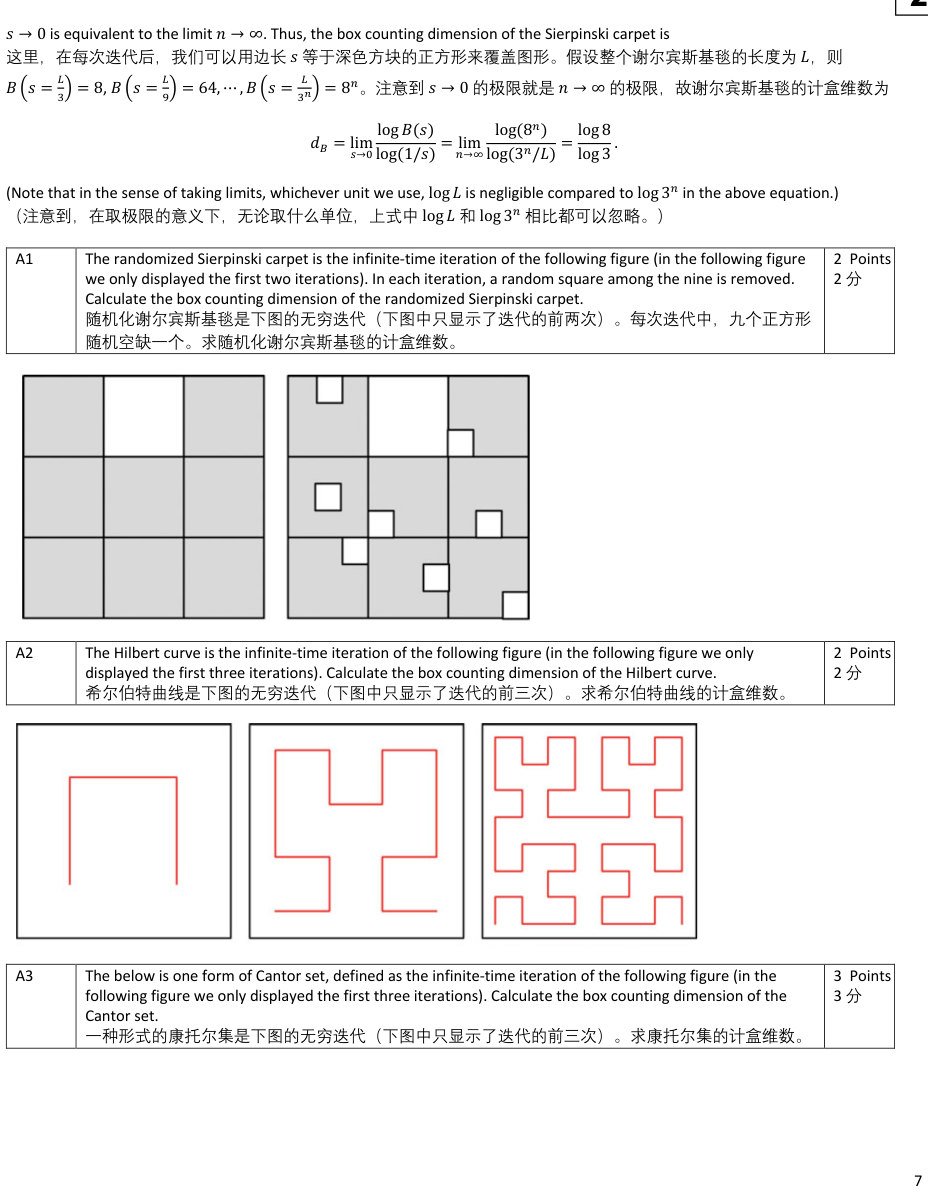 s → 0 is equivalent to the limit n → ∞. Thus, the box counting dimension of the Sierpinski carpet is
这里，在每次迭代后，我们可以用边长 s 等于深色方块的正方形来覆盖图形。假设整个谢尔宾斯基毯的长度为 L，则
B(s = L/3) = 8, B(s = L/9) = 64, ⋯, B(s = L/3ⁿ) = 8ⁿ。注意到 s → 0 的极限就是 n → ∞ 的极限，故谢尔宾斯基毯的计盒维数为
d_B = lim_{s→0} log B(s) / log(1/s) = lim_{n→∞} log(8ⁿ) / log(3ⁿ/L) = log 8 / log 3 .
(Note that in the sense of taking limits, whichever unit we use, log L is negligible compared to log 3ⁿ in the above equation.)
（注意到，在取极限的意义下，无论取什么单位，上式中 log L 和 log 3ⁿ 相比都可以忽略。）
A1 The randomized Sierpinski carpet is the infinite-time iteration of the following figure (in the following figure 2 Points
we only displayed the first two iterations). In each iteration, a random square among the nine is removed. 2 分
Calculate the box counting dimension of the randomized Sierpinski carpet.
随机化谢尔宾斯基毯是下图的无穷迭代（下图中只显示了迭代的前两次）。每次迭代中，九个正方形
随机空缺一个。求随机化谢尔宾斯基毯的计盒维数。
A2 The Hilbert curve is the infinite-time iteration of the following figure (in the following figure we only 2 Points
displayed the first three iterations). Calculate the box counting dimension of the Hilbert curve. 2 分
希尔伯特曲线是下图的无穷迭代（下图中只显示了迭代的前三次）。求希尔伯特曲线的计盒维数。
A3 The below is one form of Cantor set, defined as the infinite-time iteration of the following figure (in the 3 Points
following figure we only displayed the first three iterations). Calculate the box counting dimension of the 3 分
Cantor set.
一种形式的康托尔集是下图的无穷迭代（下图中只显示了迭代的前三次）。求康托尔集的计盒维数。
7